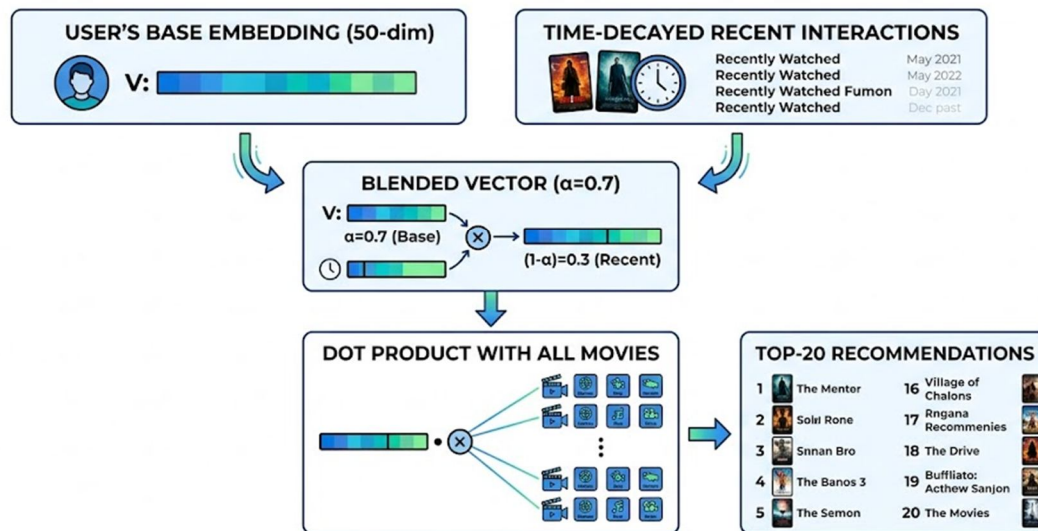 USER'S BASE EMBEDDING (50-dim)
V:
TIME-DECAYED RECENT INTERACTIONS
Recently Watched May 2021
Recently Watched May 2022
Recently Watched Fumon Day 2021
Recently Watched Dec past
BLENDED VECTOR (α=0.7)
V:
α=0.7 (Base)
(1-α)=0.3 (Recent)
DOT PRODUCT WITH ALL MOVIES
TOP-20 RECOMMENDATIONS
1 The Mentor
2 Solıı Rone
3 Snnan Bro
4 The Banos 3
5 The Semon
16 Village of
Chalons
17 Rngana
Recommenies
18 The Drive
19 Buffliato:
Acthew Sanjon
20 The Movies